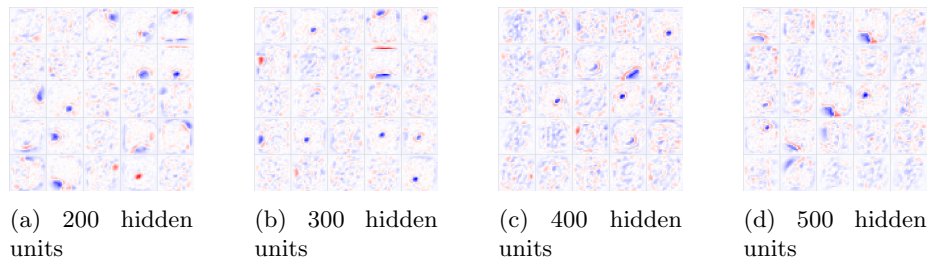 (a) 200 hidden units
(b) 300 hidden units
(c) 400 hidden units
(d) 500 hidden units